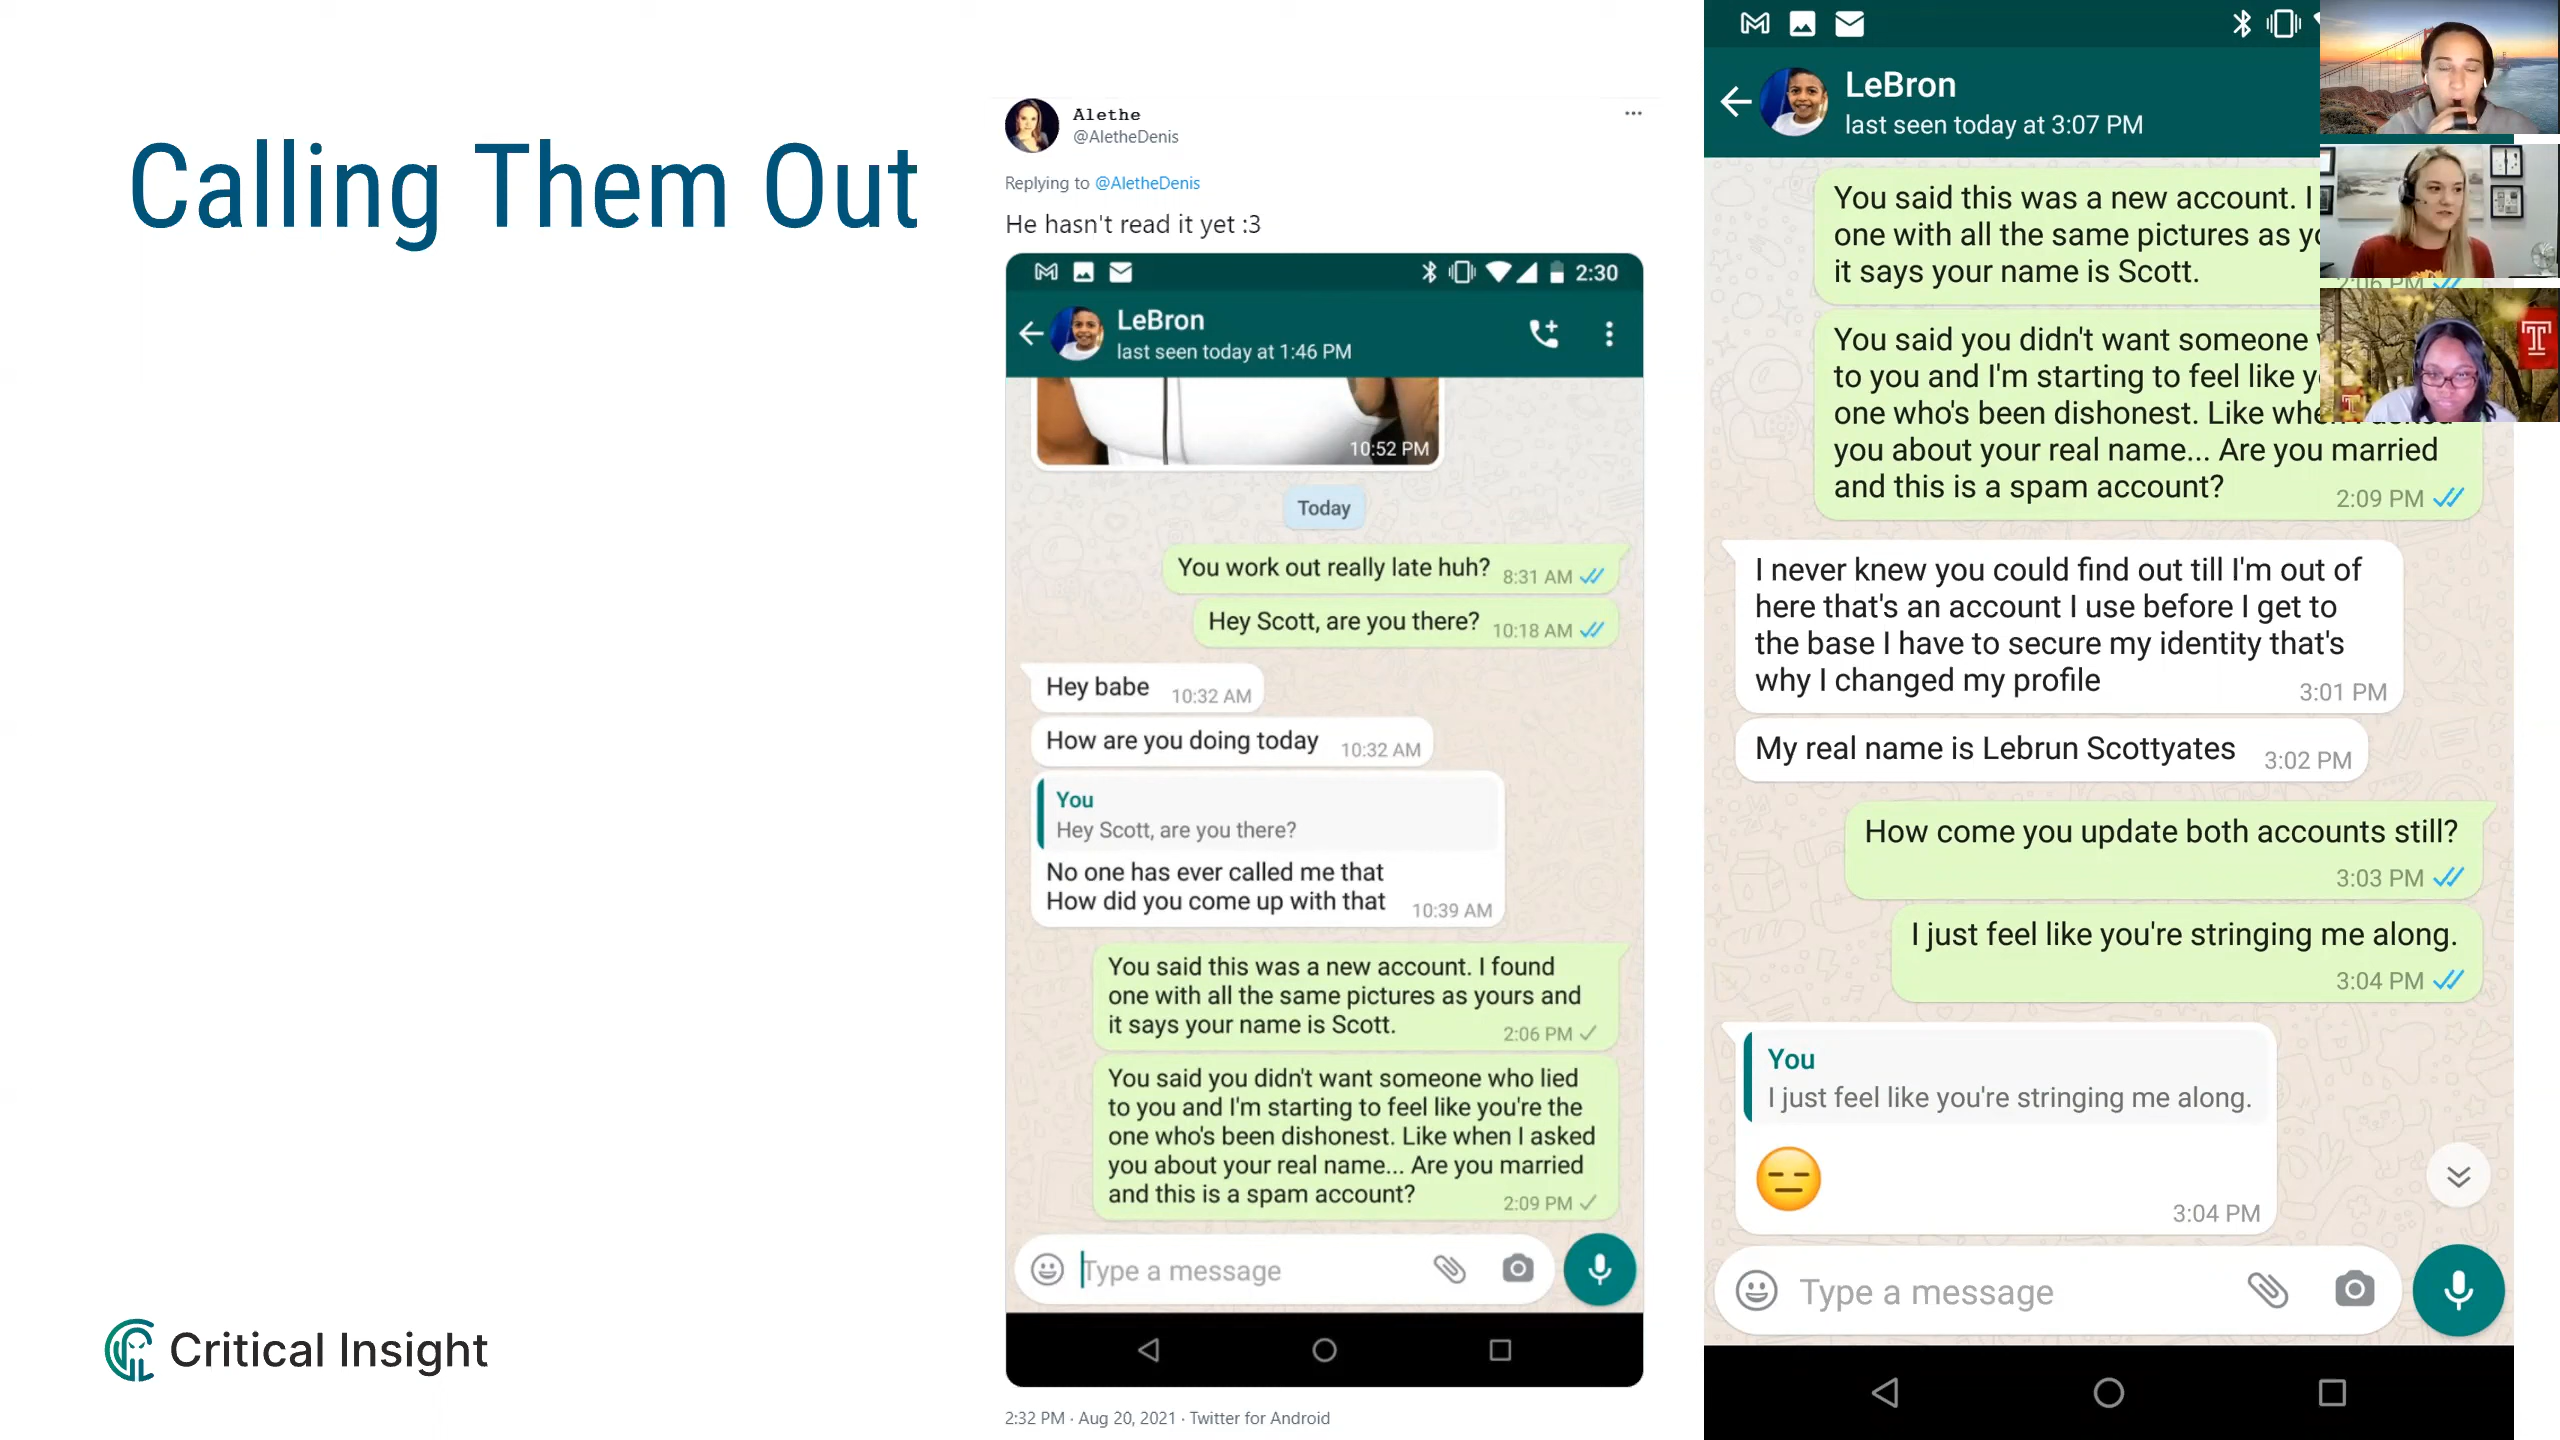 Calling Them Out
Alethe
@AletheDenis
Replying to @AletheDenis
He hasn't read it yet :3
2:30
LeBron
last seen today at 1:46 PM
10:52 PM
Today
You work out really late huh? 8:31 AM
Hey Scott, are you there? 10:18 AM
Hey babe 10:32 AM
How are you doing today 10:32 AM
You
Hey Scott, are you there?
No one has ever called me that
How did you come up with that 10:39 AM
You said this was a new account. I found
one with all the same pictures as yours and
it says your name is Scott. 2:06 PM
You said you didn't want someone who lied
to you and I'm starting to feel like you're the
one who's been dishonest. Like when I asked
you about your real name... Are you married
and this is a spam account? 2:09 PM
Type a message
2:32 PM · Aug 20, 2021 · Twitter for Android
Critical Insight
LeBron
last seen today at 3:07 PM
You said this was a new account. I
one with all the same pictures as
it says your name is Scott.
2:06 PM
You said you didn't want someone
to you and I'm starting to feel like
one who's been dishonest. Like
you about your real name... Are you married
and this is a spam account? 2:09 PM
I never knew you could find out till I'm out of
here that's an account I use before I get to
the base I have to secure my identity that's
why I changed my profile 3:01 PM
My real name is Lebrun Scottyates 3:02 PM
How come you update both accounts still?
3:03 PM
I just feel like you're stringing me along.
3:04 PM
You
I just feel like you're stringing me along.
3:04 PM
Type a message